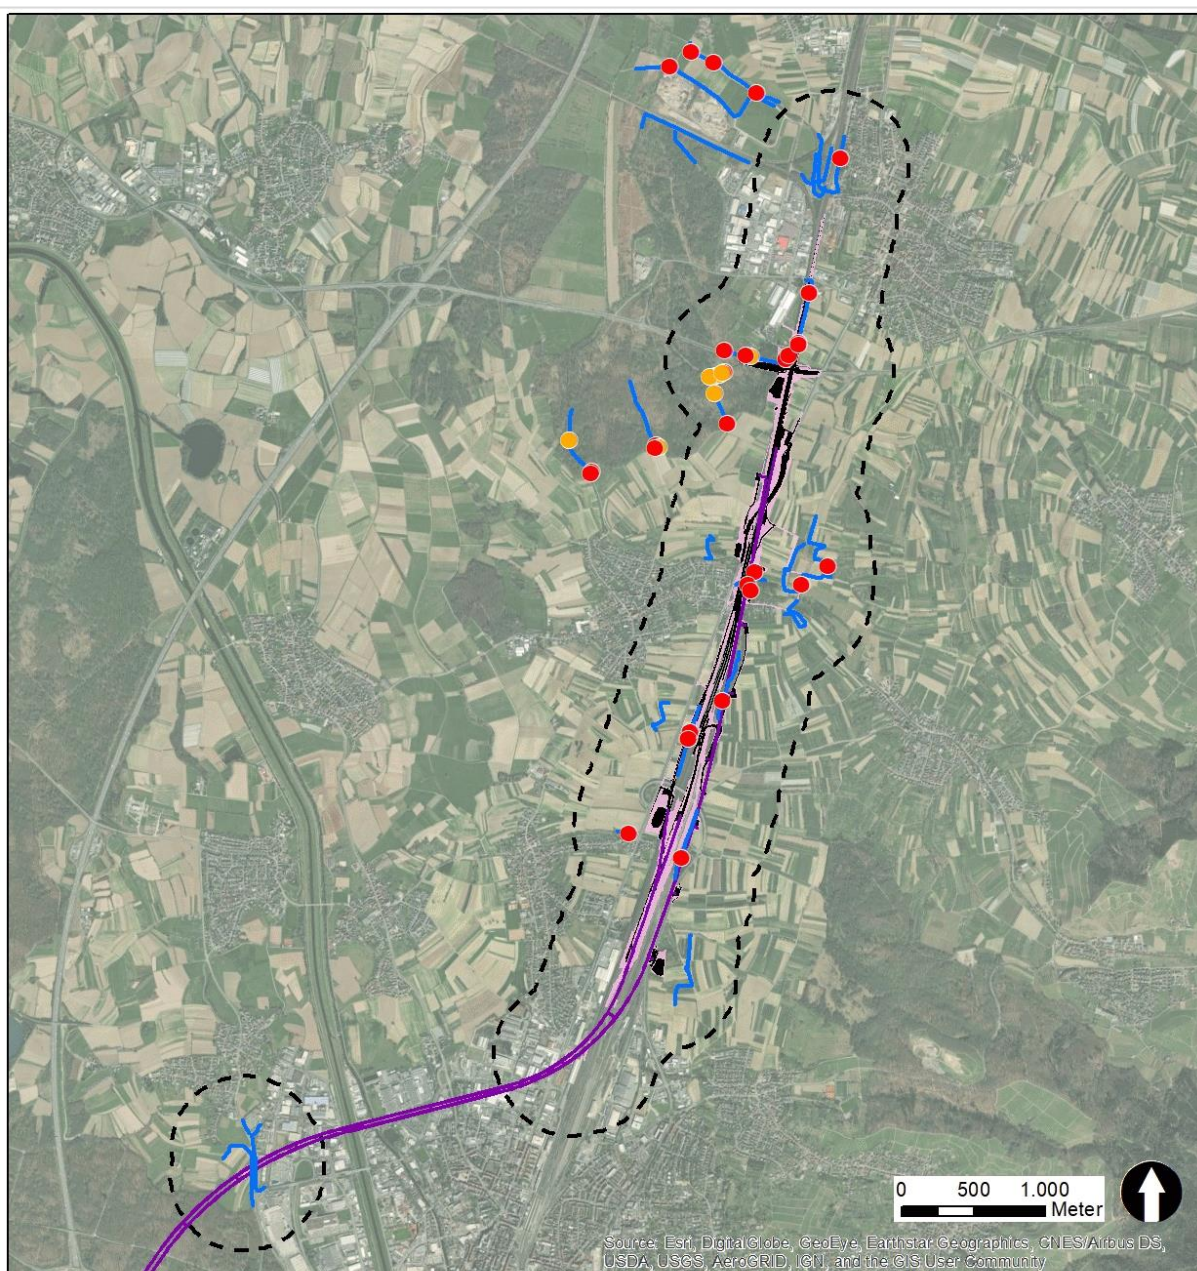 0 500 1.000
Meter
Source: Esri, DigitalGlobe, GeoEye, Earthstar Geographics, CNES/Airbus DS,
USDA, USGS, AeroGRID, IGN, and the GIS User Community